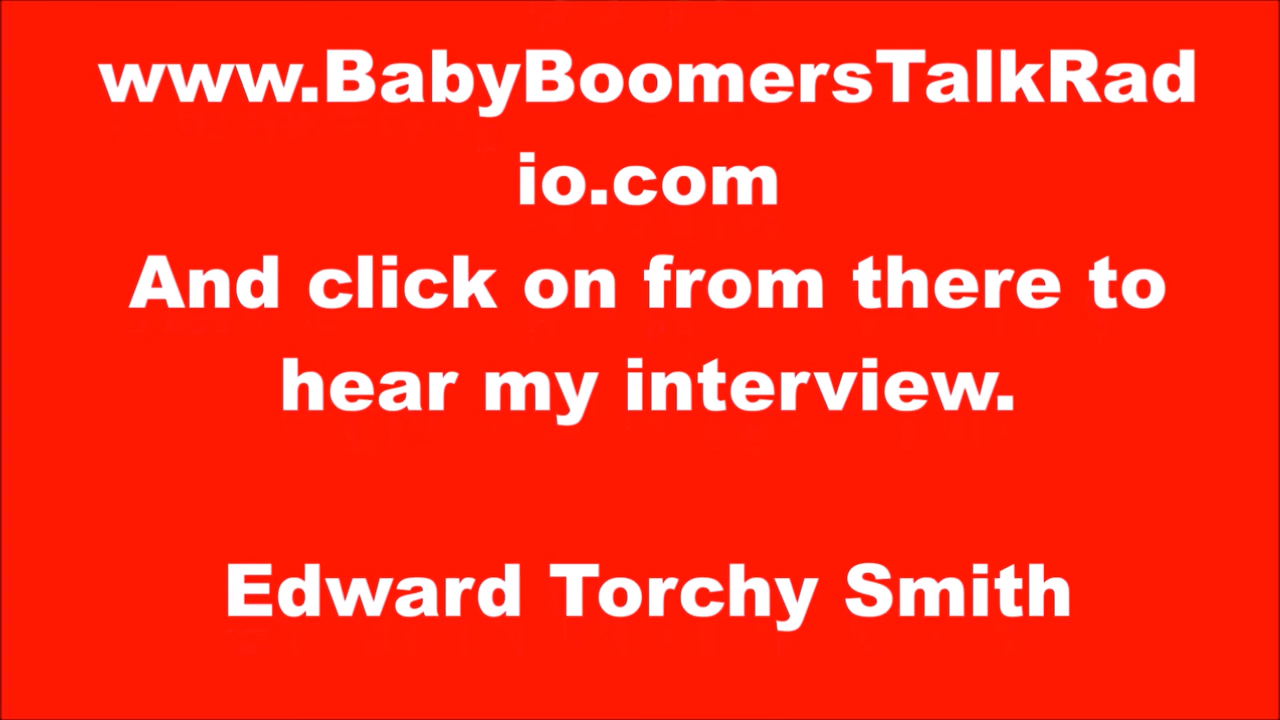 www.BabyBoomersTalkRad
io.com
And click on from there to
hear my interview.
Edward Torchy Smith